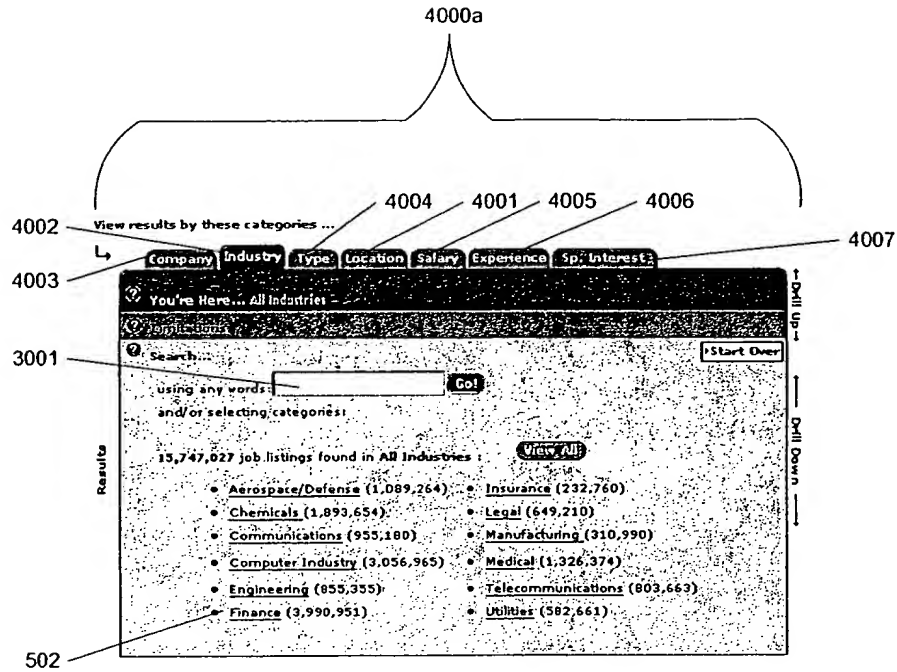 4000a
4004 4001 4005 4006
4002 View results by these categories ...
4007
Company Industry Type Location Salary Experience Sp. Interest
4003
You're Here... All Industries
Drill Up
Search... Start Over
3001
using any words: Go!
and/or selecting categories:
Drill Down
15,747,027 job listings found in All Industries : View All
Results
• Aerospace/Defense (1,089,264) • Insurance (232,760)
• Chemicals (1,893,654) • Legal (649,210)
• Communications (955,180) • Manufacturing (310,990)
• Computer Industry (3,056,965) • Medical (1,326,374)
• Engineering (855,355) • Telecommunications (803,663)
• Finance (3,990,951) • Utilities (582,661)
502